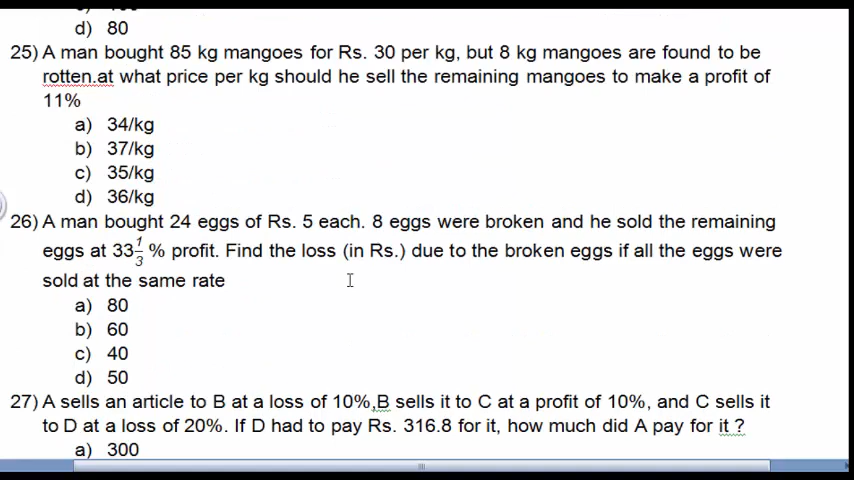 d) 80
25) A man bought 85 kg mangoes for Rs. 30 per kg, but 8 kg mangoes are found to be
rotten.at what price per kg should he sell the remaining mangoes to make a profit of
11%
a) 34/kg
b) 37/kg
c) 35/kg
d) 36/kg
26) A man bought 24 eggs of Rs. 5 each. 8 eggs were broken and he sold the remaining
eggs at 33 1/3 % profit. Find the loss (in Rs.) due to the broken eggs if all the eggs were
sold at the same rate
a) 80
b) 60
c) 40
d) 50
27) A sells an article to B at a loss of 10%,B sells it to C at a profit of 10%, and C sells it
to D at a loss of 20%. If D had to pay Rs. 316.8 for it, how much did A pay for it ?
a) 300